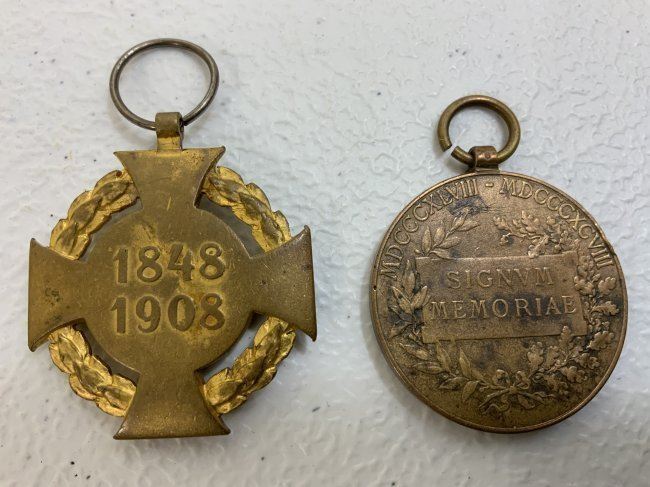 1848
1908
MDCCCXLVIII - MDCCCXCVIII
SIGNVM
MEMORIAE